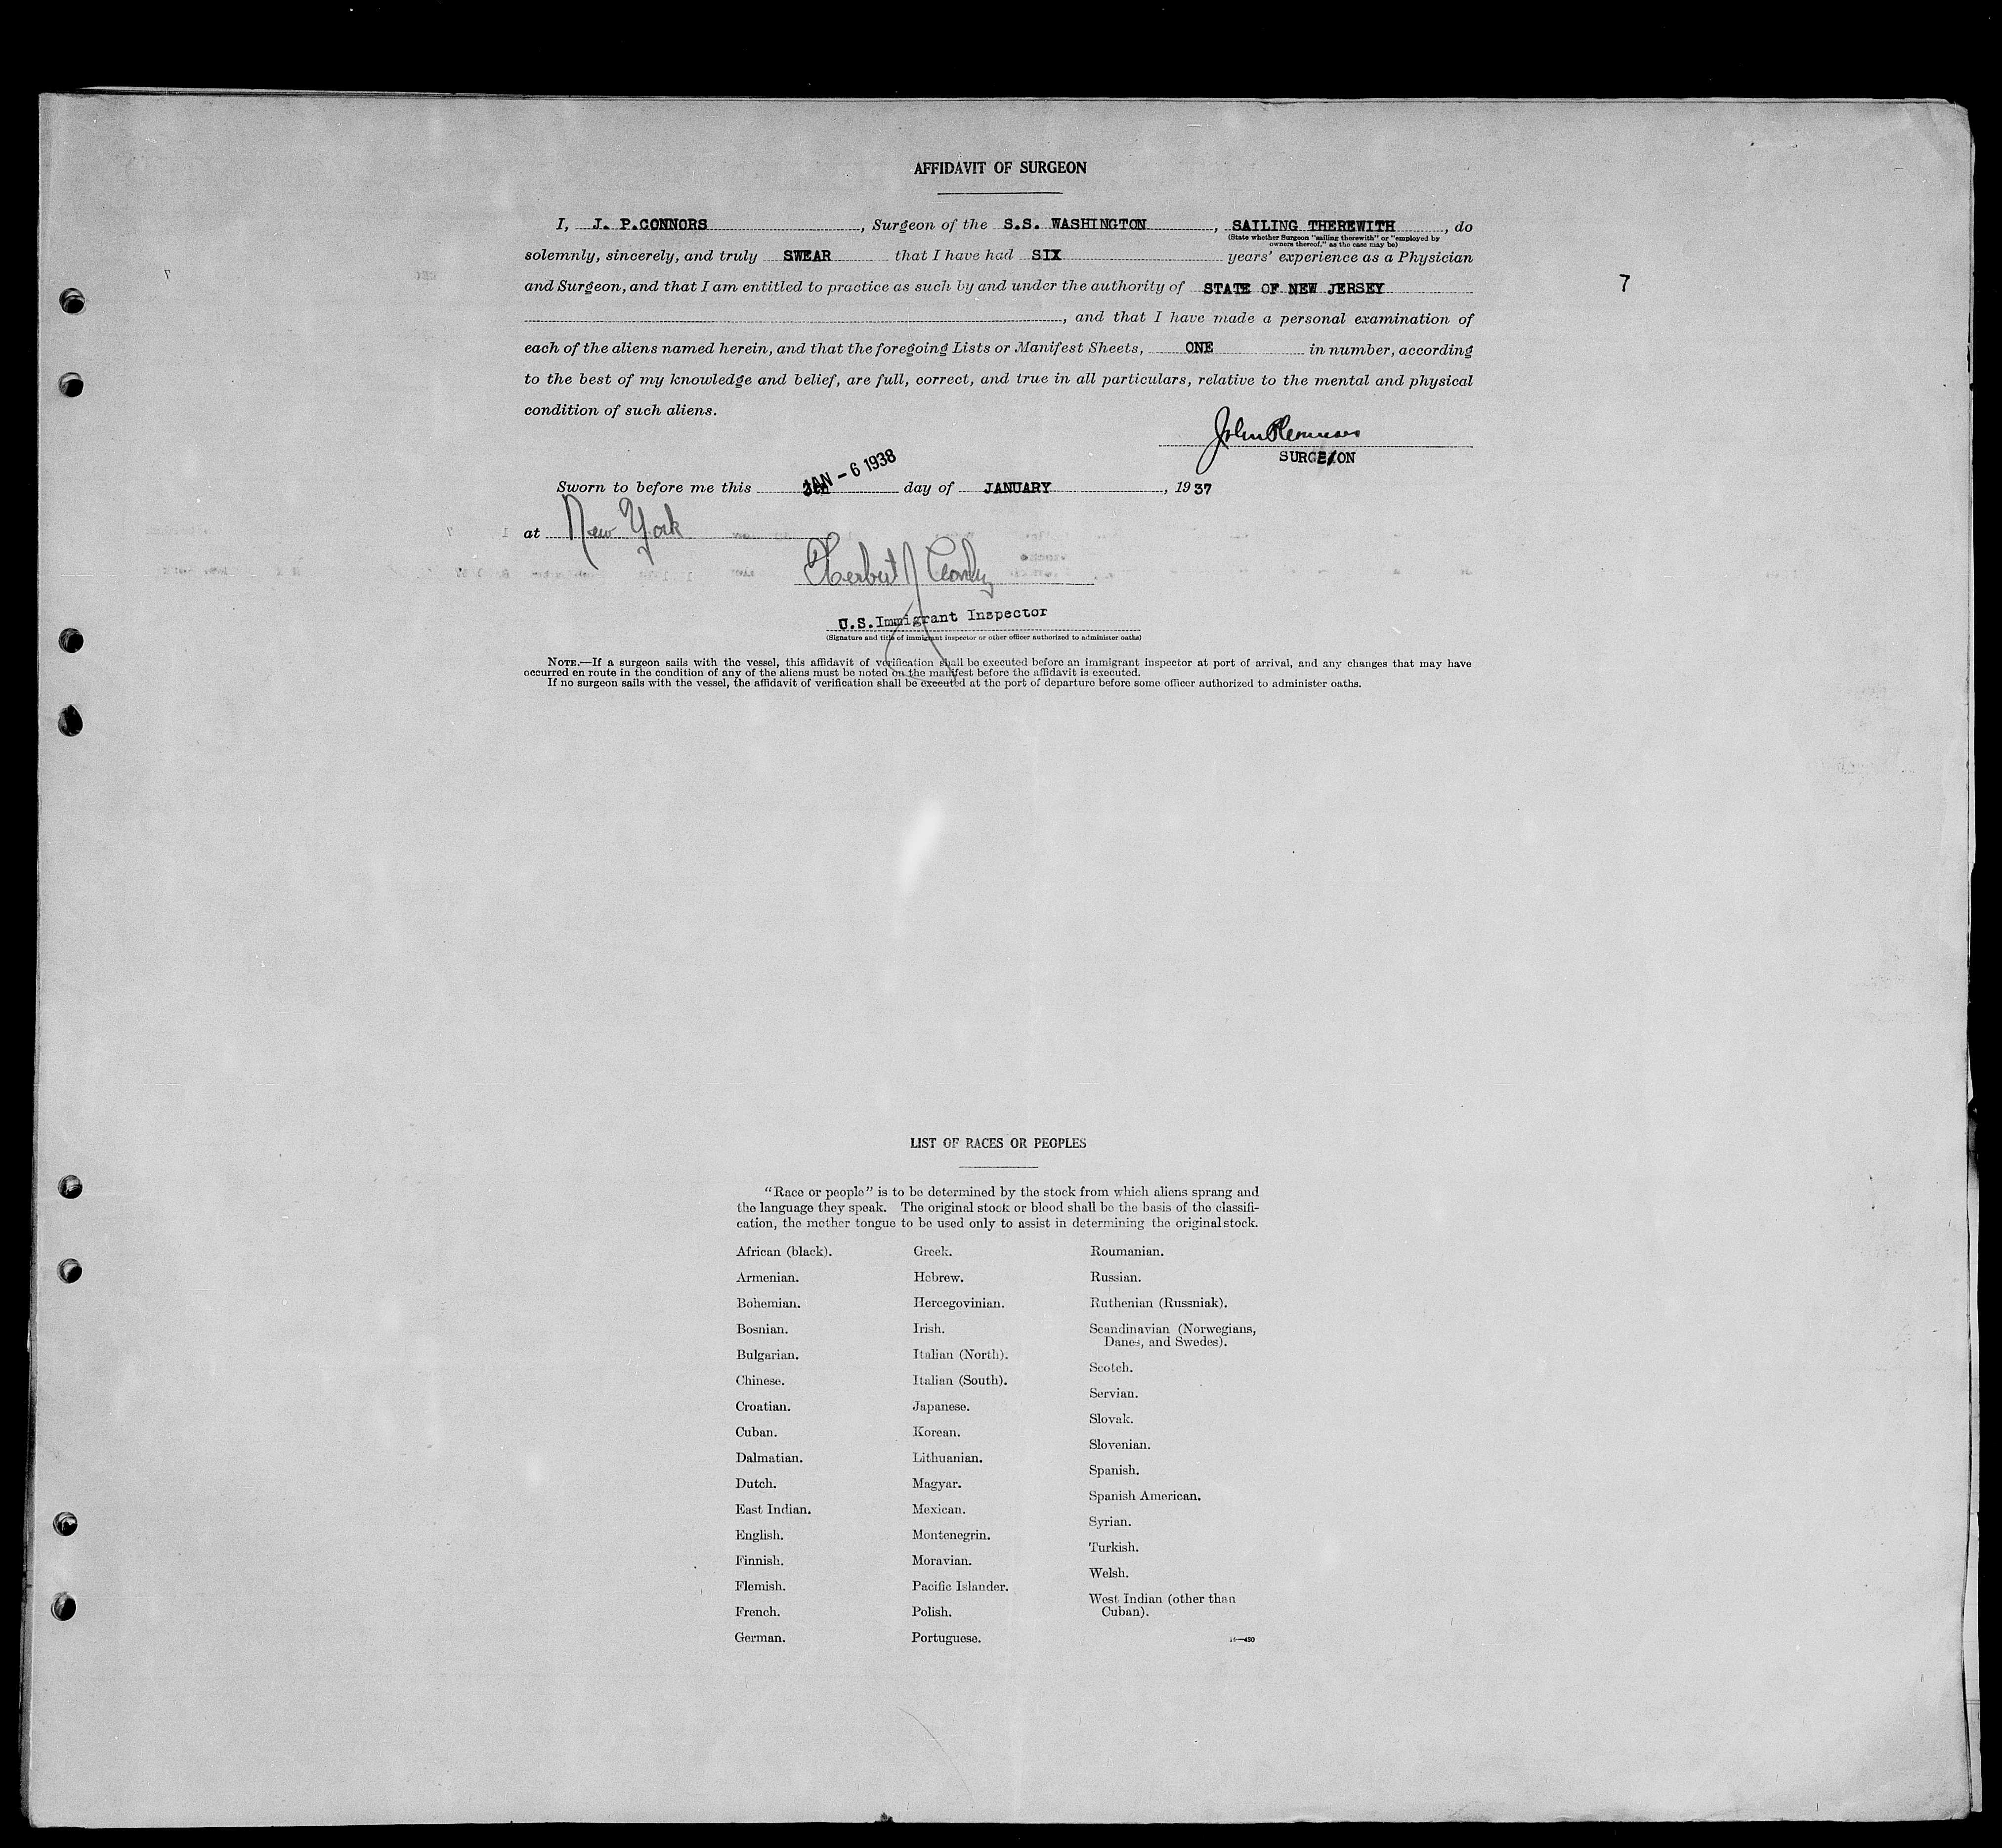 AFFIDAVIT OF SURGEON
I, J. P. CONNORS, Surgeon of the S.S. WASHINGTON, SAILING THEREWITH, do
(State whether Surgeon "sailing therewith" or "employed by
owners thereof," as the case may be)
solemnly, sincerely, and truly SWEAR that I have had SIX years' experience as a Physician
and Surgeon, and that I am entitled to practice as such by and under the authority of STATE OF NEW JERSEY
7
, and that I have made a personal examination of
each of the aliens named herein, and that the foregoing Lists or Manifest Sheets, ONE in number, according
to the best of my knowledge and belief, are full, correct, and true in all particulars, relative to the mental and physical
condition of such aliens.
John P Connors
SURGEON
JAN - 6 1938
Sworn to before me this day of JANUARY, 1937
at New York
Herbert J
U.S. Immigrant Inspector
(Signature and title of immigrant inspector or other officer authorized to administer oaths)
NOTE.—If a surgeon sails with the vessel, this affidavit of verification shall be executed before an immigrant inspector at port of arrival, and any changes that may have
occurred en route in the condition of any of the aliens must be noted on the manifest before the affidavit is executed.
If no surgeon sails with the vessel, the affidavit of verification shall be executed at the port of departure before some officer authorized to administer oaths.
LIST OF RACES OR PEOPLES
"Race or people" is to be determined by the stock from which aliens sprang and
the language they speak. The original stock or blood shall be the basis of the classifi-
cation, the mother tongue to be used only to assist in determining the original stock.
African (black).
Armenian.
Bohemian.
Bosnian.
Bulgarian.
Chinese.
Croatian.
Cuban.
Dalmatian.
Dutch.
East Indian.
English.
Finnish.
Flemish.
French.
German.
Greek.
Hebrew.
Hercegovinian.
Irish.
Italian (North).
Italian (South).
Japanese.
Korean.
Lithuanian.
Magyar.
Mexican.
Montenegrin.
Moravian.
Pacific Islander.
Polish.
Portuguese.
Roumanian.
Russian.
Ruthenian (Russniak).
Scandinavian (Norwegians,
Danes, and Swedes).
Scotch.
Servian.
Slovak.
Slovenian.
Spanish.
Spanish American.
Syrian.
Turkish.
Welsh.
West Indian (other than
Cuban).